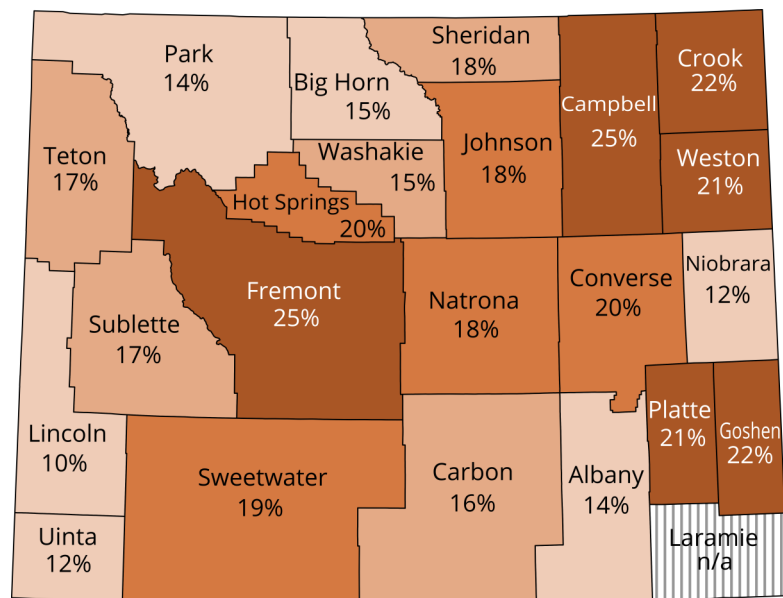 Park
14%
Big Horn
15%
Sheridan
18%
Campbell
25%
Crook
22%
Teton
17%
Washakie
15%
Johnson
18%
Weston
21%
Hot Springs
20%
Fremont
25%
Natrona
18%
Converse
20%
Niobrara
12%
Sublette
17%
Lincoln
10%
Platte
21%
Goshen
22%
Sweetwater
19%
Carbon
16%
Albany
14%
Uinta
12%
Laramie
n/a